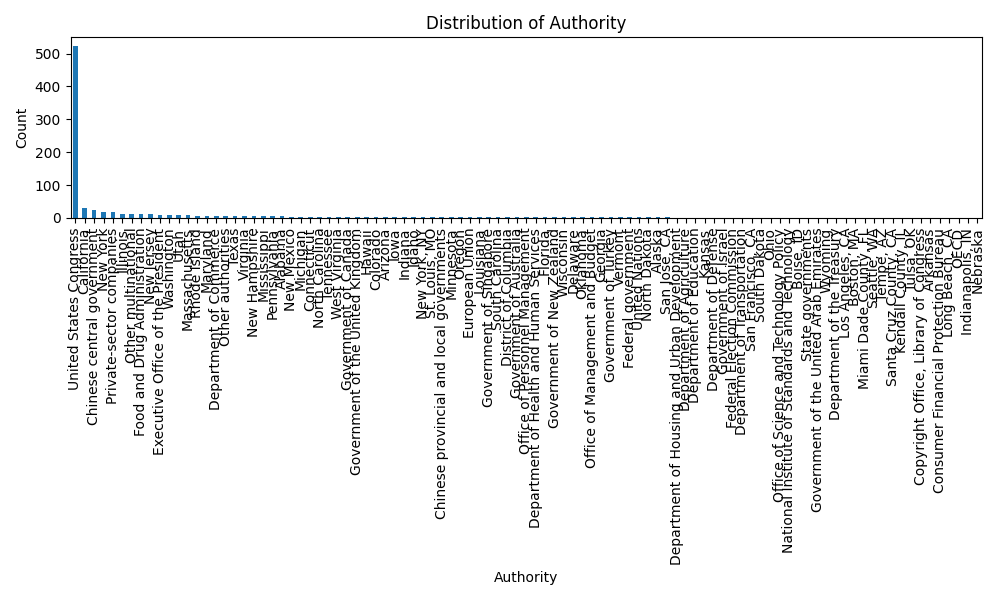 Distribution of Authority
Count
500
400
300
200
100
0
United States Congress
California
Chinese central government
New York
Private-sector companies
Illinois
Other multinational
Food and Drug Administration
New Jersey
Executive Office of the President
Washington
Utah
Massachusetts
Rhode Island
Maryland
Department of Commerce
Other authorities
Texas
Virginia
New Hampshire
Mississippi
Pennsylvania
Alabama
New Mexico
Michigan
Connecticut
North Carolina
Tennessee
West Virginia
Government of Canada
Government of the United Kingdom
Hawaii
Colorado
Arizona
Iowa
Indiana
Idaho
New York, NY
St. Louis, MO
Chinese provincial and local governments
Minnesota
Oregon
European Union
Louisiana
Government of Singapore
South Carolina
District of Columbia
Government of Australia
Office of Personnel Management
Department of Health and Human Services
Florida
Government of New Zealand
Wisconsin
Delaware
Oklahoma
Office of Management and Budget
Georgia
Government of Turkey
Vermont
Federal government
United Nations
North Dakota
Alaska
San Jose, CA
Department of Housing and Urban Development
Department of Agriculture
Department of Education
Kansas
Department of Defense
Government of Israel
Federal Election Commission
Department of Transportation
San Francisco, CA
South Dakota
Ohio
Office of Science and Technology Policy
National Institute of Standards and Technology
Boise, ID
State governments
Government of the United Arab Emirates
Wyoming
Department of the Treasury
Los Angeles, CA
Boston, MA
Miami Dade County, FL
Seattle, WA
Tempe, AZ
Santa Cruz County, CA
Kendall County, IL
Tulsa, OK
Copyright Office, Library of Congress
Arkansas
Consumer Financial Protection Bureau
Long Beach, CA
OECD
Indianapolis, IN
Nebraska
Authority